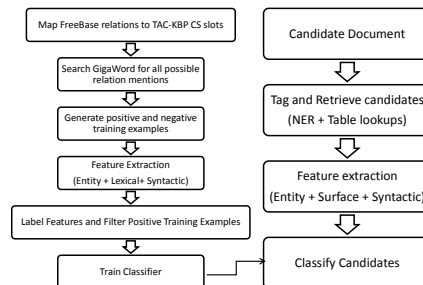 Map FreeBase relations to TAC-KBP CS slots
Search GigaWord for all possible
relation mentions
Generate positive and negative
training examples
Feature Extraction
(Entity + Lexical+ Syntactic)
Label Features and Filter Positive Training Examples
Train Classifier
Candidate Document
Tag and Retrieve candidates
(NER + Table lookups)
Feature extraction
(Entity + Surface + Syntactic)
Classify Candidates